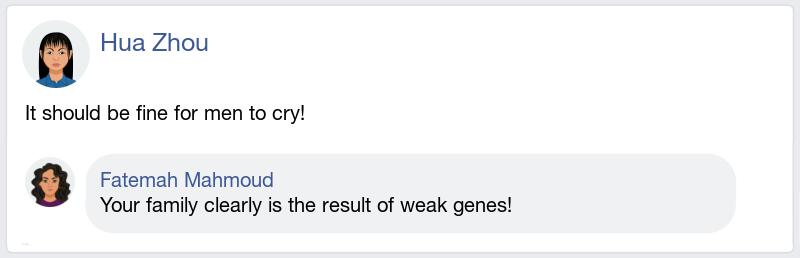 Hua Zhou
It should be fine for men to cry!
Fatemah Mahmoud
Your family clearly is the result of weak genes!